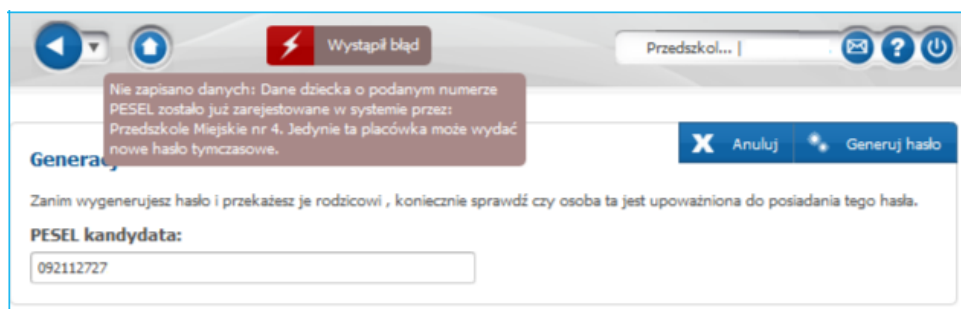 Wystąpił błąd
Przedszkol... |
Nie zapisano danych: Dane dziecka o podanym numerze
PESEL zostało już zarejestowane w systemie przez:
Przedszkole Miejskie nr 4. Jedynie ta placówka może wydać
nowe hasło tymczasowe.
Anuluj
Generuj hasło
Zanim wygenerujesz hasło i przekażesz je rodzicowi , koniecznie sprawdź czy osoba ta jest upoważniona do posiadania tego hasła.
PESEL kandydata:
092112727